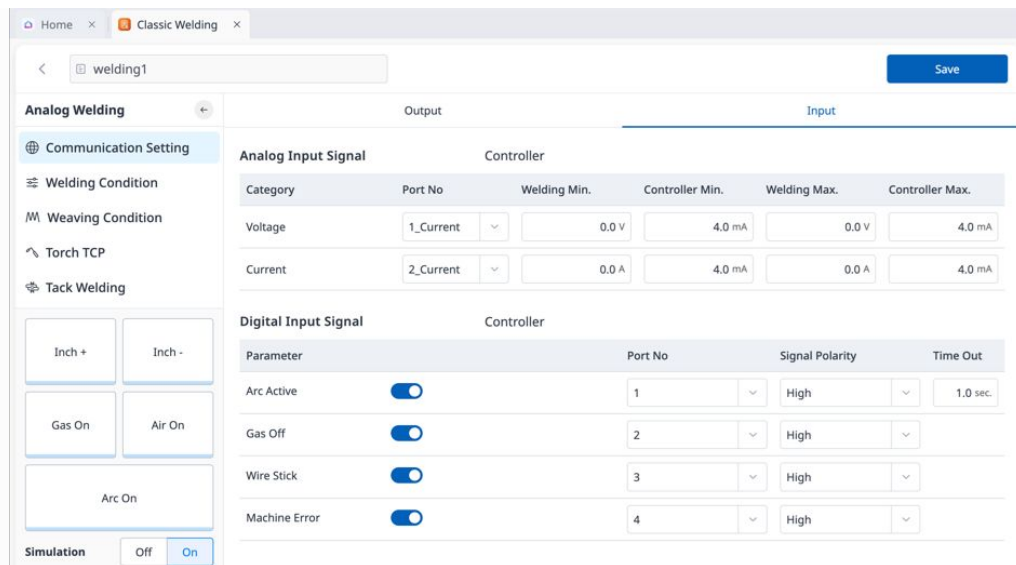 Home × Classic Welding ×
welding1 Save
Analog Welding
Communication Setting
Welding Condition
Weaving Condition
Torch TCP
Tack Welding
Inch + Inch -
Gas On Air On
Arc On
Simulation Off On
Output Input
Analog Input Signal Controller
Category Port No Welding Min. Controller Min. Welding Max. Controller Max.
Voltage 1_Current 0.0 V 4.0 mA 0.0 V 4.0 mA
Current 2_Current 0.0 A 4.0 mA 0.0 A 4.0 mA
Digital Input Signal Controller
Parameter Port No Signal Polarity Time Out
Arc Active 1 High 1.0 sec.
Gas Off 2 High
Wire Stick 3 High
Machine Error 4 High